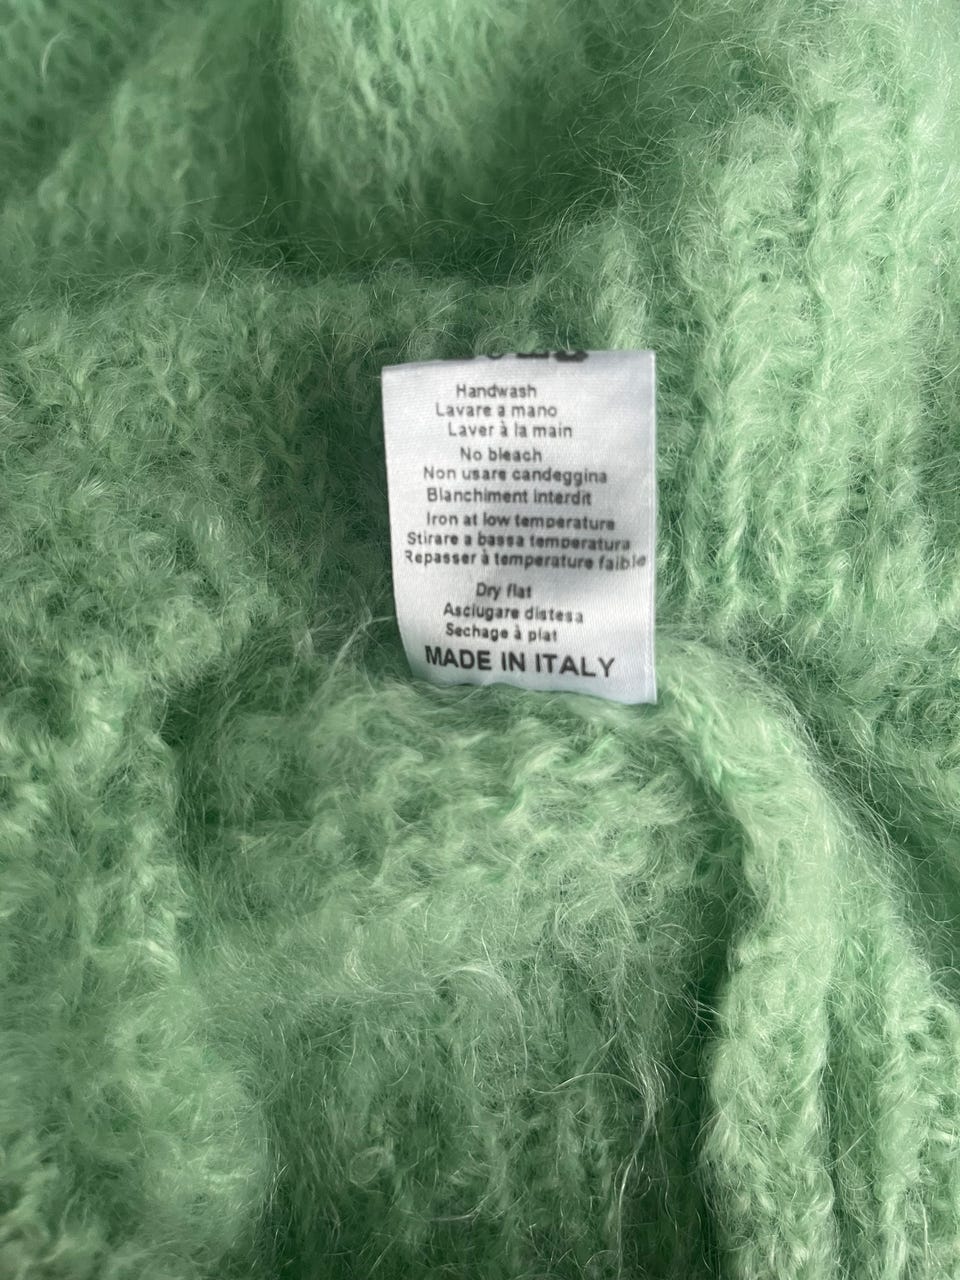 Handwash
Lavare a mano
Laver à la main
No bleach
Non usare candeggina
Blanchiment interdit
Iron at low temperature
Stirare a bassa temperatura
Repasser à temperature faible
Dry flat
Asciugare distesa
Sechage à plat
MADE IN ITALY